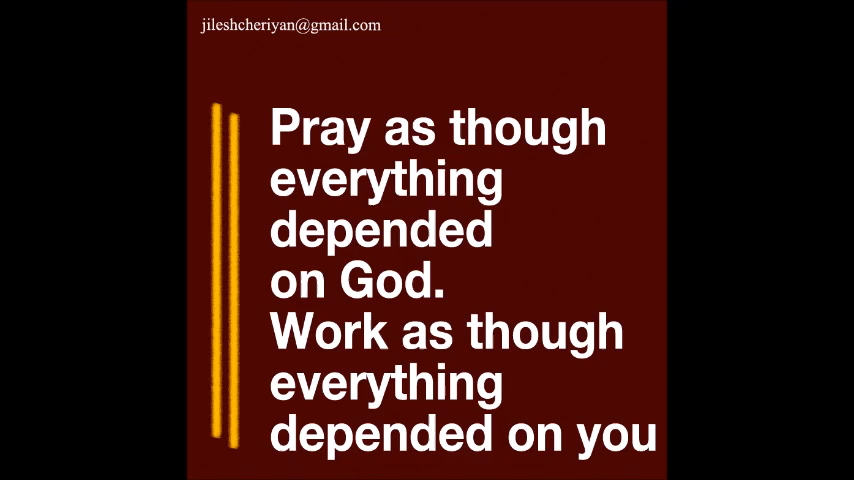 jileshcheriyan@gmail.com
Pray as though
everything
depended
on God.
Work as though
everything
depended on you